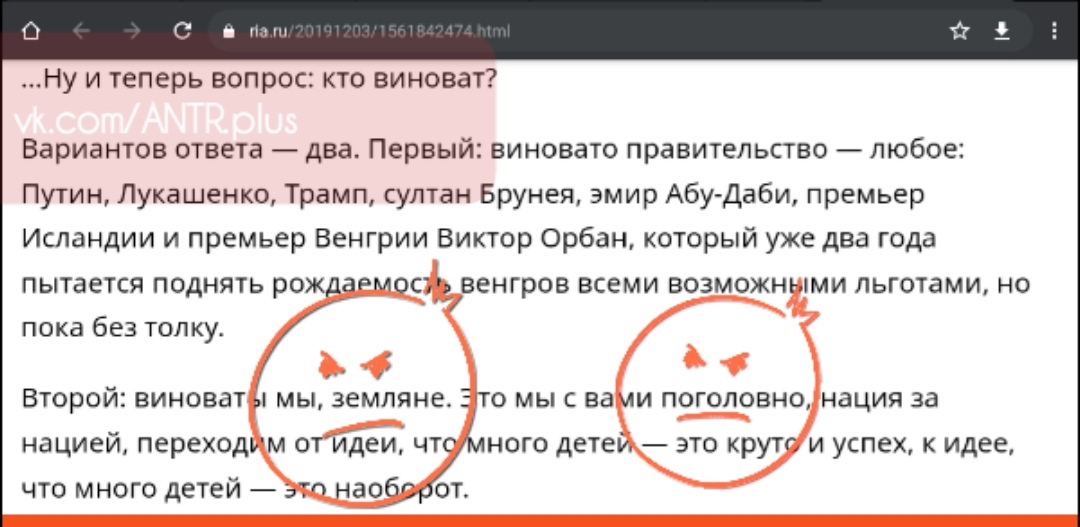 ria.ru/20191203/1561842474.html
...Ну и теперь вопрос: кто виноват?
vk.com/ANTR.plus
Вариантов ответа — два. Первый: виновато правительство — любое:
Путин, Лукашенко, Трамп, султан Брунея, эмир Абу-Даби, премьер
Исландии и премьер Венгрии Виктор Орбан, который уже два года
пытается поднять рождаемость венгров всеми возможными льготами, но
пока без толку.
Второй: виноваты мы, земляне. Это мы с вами поголовно, нация за
нацией, переходим от идеи, что много детей — это круто и успех, к идее,
что много детей — это наоборот.